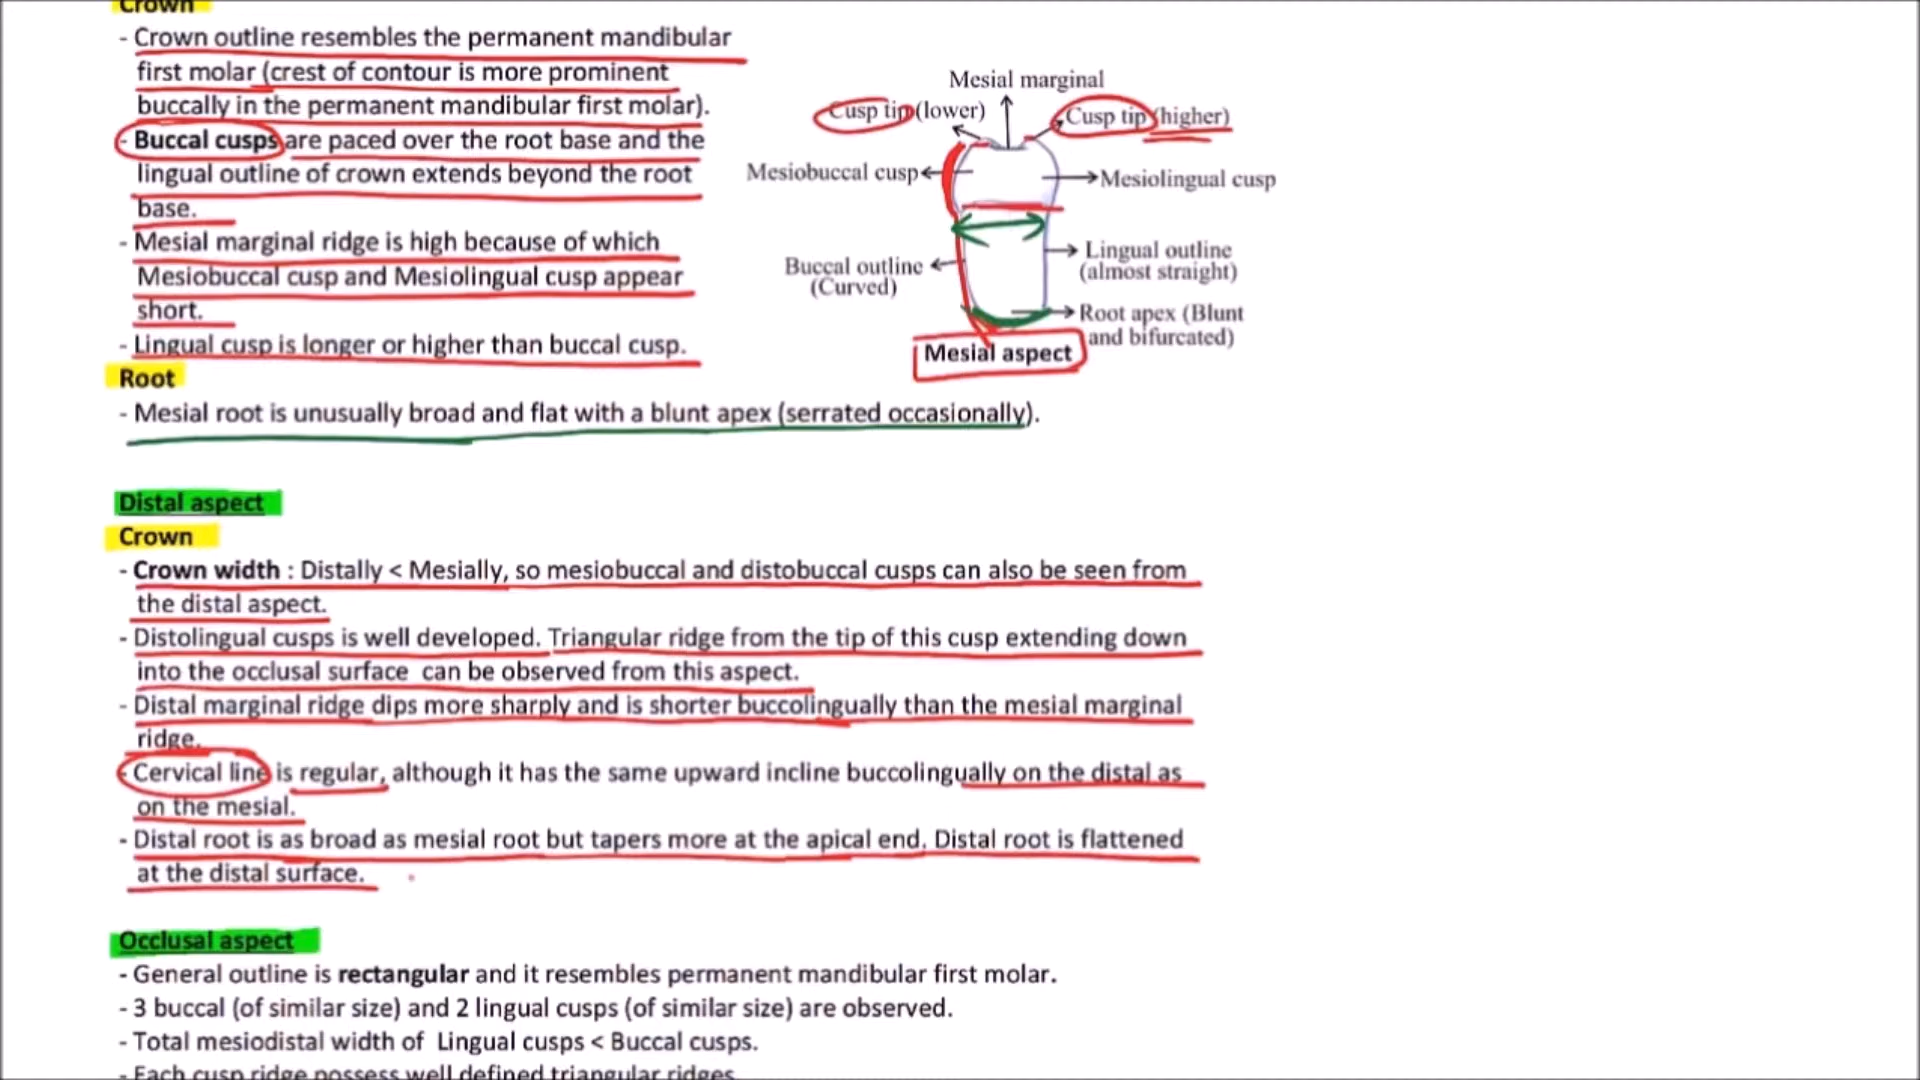 Crown
- Crown outline resembles the permanent mandibular
first molar (crest of contour is more prominent
buccally in the permanent mandibular first molar).
- Buccal cusps are paced over the root base and the
lingual outline of crown extends beyond the root
base.
- Mesial marginal ridge is high because of which
Mesiobuccal cusp and Mesiolingual cusp appear
short.
- Lingual cusp is longer or higher than buccal cusp.
Mesial marginal
Cusp tip (lower)
Cusp tip (higher)
Mesiobuccal cusp
Mesiolingual cusp
Buccal outline
(Curved)
Lingual outline
(almost straight)
Root apex (Blunt
and bifurcated)
Mesial aspect
Root
- Mesial root is unusually broad and flat with a blunt apex (serrated occasionally).
Distal aspect
Crown
- Crown width : Distally < Mesially, so mesiobuccal and distobuccal cusps can also be seen from
the distal aspect.
- Distolingual cusps is well developed. Triangular ridge from the tip of this cusp extending down
into the occlusal surface can be observed from this aspect.
- Distal marginal ridge dips more sharply and is shorter buccolingually than the mesial marginal
ridge.
- Cervical line is regular, although it has the same upward incline buccolingually on the distal as
on the mesial.
- Distal root is as broad as mesial root but tapers more at the apical end. Distal root is flattened
at the distal surface.
Occlusal aspect
- General outline is rectangular and it resembles permanent mandibular first molar.
- 3 buccal (of similar size) and 2 lingual cusps (of similar size) are observed.
- Total mesiodistal width of Lingual cusps < Buccal cusps.
- Each cusp ridge possess well defined triangular ridges